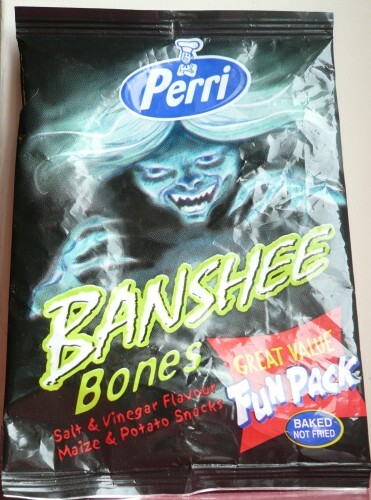 Perri
BANSHEE
Bones
Salt & Vinegar Flavour
Maize & Potato Snacks
GREAT VALUE
FUN PACK
BAKED
NOT FRIED